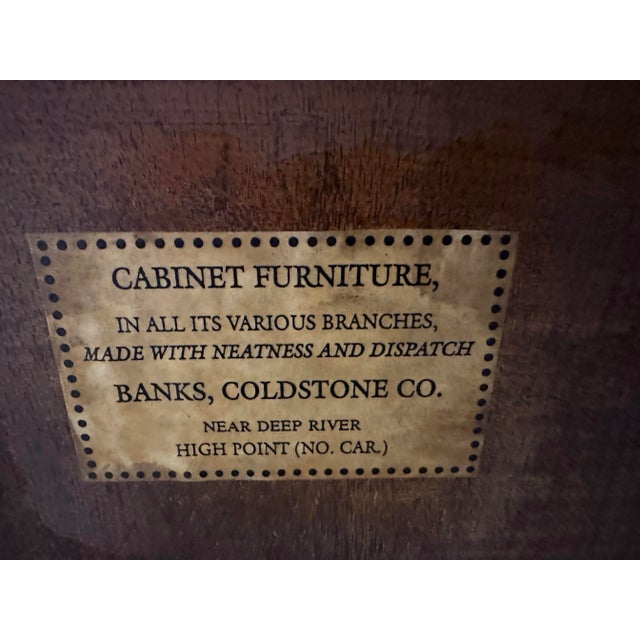 CABINET FURNITURE,
IN ALL ITS VARIOUS BRANCHES,
MADE WITH NEATNESS AND DISPATCH
BANKS, COLDSTONE CO.
NEAR DEEP RIVER
HIGH POINT (NO. CAR.)